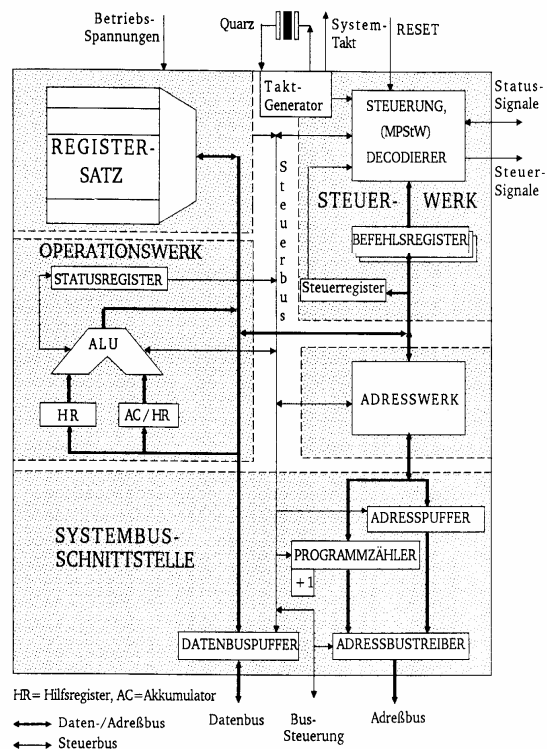 Betriebs-
Spannungen
Quarz
System-
Takt
RESET
Takt-
Generator
STEUERUNG,
(MPStW)
DECODIERER
Status-
Signale
Steuer-
Signale
REGISTER-
SATZ
Steuerbus
STEUER-
WERK
BEFEHLSREGISTER
OPERATIONSWERK
STATUSREGISTER
Steuerregister
ALU
HR
AC/HR
ADRESSWERK
SYSTEMBUS-
SCHNITTSTELLE
ADRESSPUFFER
PROGRAMMZÄHLER
+1
DATENBUSPUFFER
ADRESSBUSTREIBER
HR= Hilfsregister, AC=Akkumulator
Daten-/Adreßbus
Steuerbus
Datenbus
Bus-
Steuerung
Adreßbus